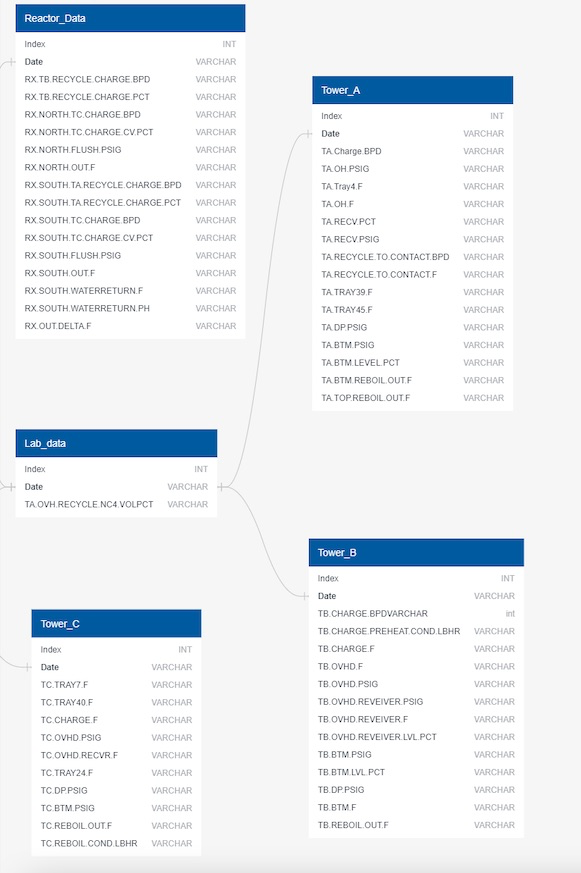 Reactor_Data
Index INT
Date VARCHAR
RX.TB.RECYCLE.CHARGE.BPD VARCHAR
RX.TB.RECYCLE.CHARGE.PCT VARCHAR
RX.NORTH.TC.CHARGE.BPD VARCHAR
RX.NORTH.TC.CHARGE.CV.PCT VARCHAR
RX.NORTH.FLUSH.PSIG VARCHAR
RX.NORTH.OUT.F VARCHAR
RX.SOUTH.TA.RECYCLE.CHARGE.BPD VARCHAR
RX.SOUTH.TA.RECYCLE.CHARGE.PCT VARCHAR
RX.SOUTH.TC.CHARGE.BPD VARCHAR
RX.SOUTH.TC.CHARGE.CV.PCT VARCHAR
RX.SOUTH.FLUSH.PSIG VARCHAR
RX.SOUTH.OUT.F VARCHAR
RX.SOUTH.WATERRETURN.F VARCHAR
RX.SOUTH.WATERRETURN.PH VARCHAR
RX.OUT.DELTA.F VARCHAR
Tower_A
Index INT
Date VARCHAR
TA.Charge.BPD VARCHAR
TA.OH.PSIG VARCHAR
TA.Tray4.F VARCHAR
TA.OH.F VARCHAR
TA.RECV.PCT VARCHAR
TA.RECV.PSIG VARCHAR
TA.RECYCLE.TO.CONTACT.BPD VARCHAR
TA.RECYCLE.TO.CONTACT.F VARCHAR
TA.TRAY39.F VARCHAR
TA.TRAY45.F VARCHAR
TA.DP.PSIG VARCHAR
TA.BTM.PSIG VARCHAR
TA.BTM.LEVEL.PCT VARCHAR
TA.BTM.REBOIL.OUT.F VARCHAR
TA.TOP.REBOIL.OUT.F VARCHAR
Lab_data
Index INT
Date VARCHAR
TA.OVH.RECYCLE.NC4.VOLPCT VARCHAR
Tower_B
Index INT
Date VARCHAR
TB.CHARGE.BPDVARCHAR int
TB.CHARGE.PREHEAT.COND.LBHR VARCHAR
TB.CHARGE.F VARCHAR
TB.OVHD.F VARCHAR
TB.OVHD.PSIG VARCHAR
TB.OVHD.REVEIVER.PSIG VARCHAR
TB.OVHD.REVEIVER.F VARCHAR
TB.OVHD.REVEIVER.LVL.PCT VARCHAR
TB.BTM.PSIG VARCHAR
TB.BTM.LVL.PCT VARCHAR
TB.DP.PSIG VARCHAR
TB.BTM.F VARCHAR
TB.REBOIL.OUT.F VARCHAR
Tower_C
Index INT
Date VARCHAR
TC.TRAY7.F VARCHAR
TC.TRAY40.F VARCHAR
TC.CHARGE.F VARCHAR
TC.OVHD.PSIG VARCHAR
TC.OVHD.RECVR.F VARCHAR
TC.TRAY24.F VARCHAR
TC.DP.PSIG VARCHAR
TC.BTM.PSIG VARCHAR
TC.REBOIL.OUT.F VARCHAR
TC.REBOIL.COND.LBHR VARCHAR